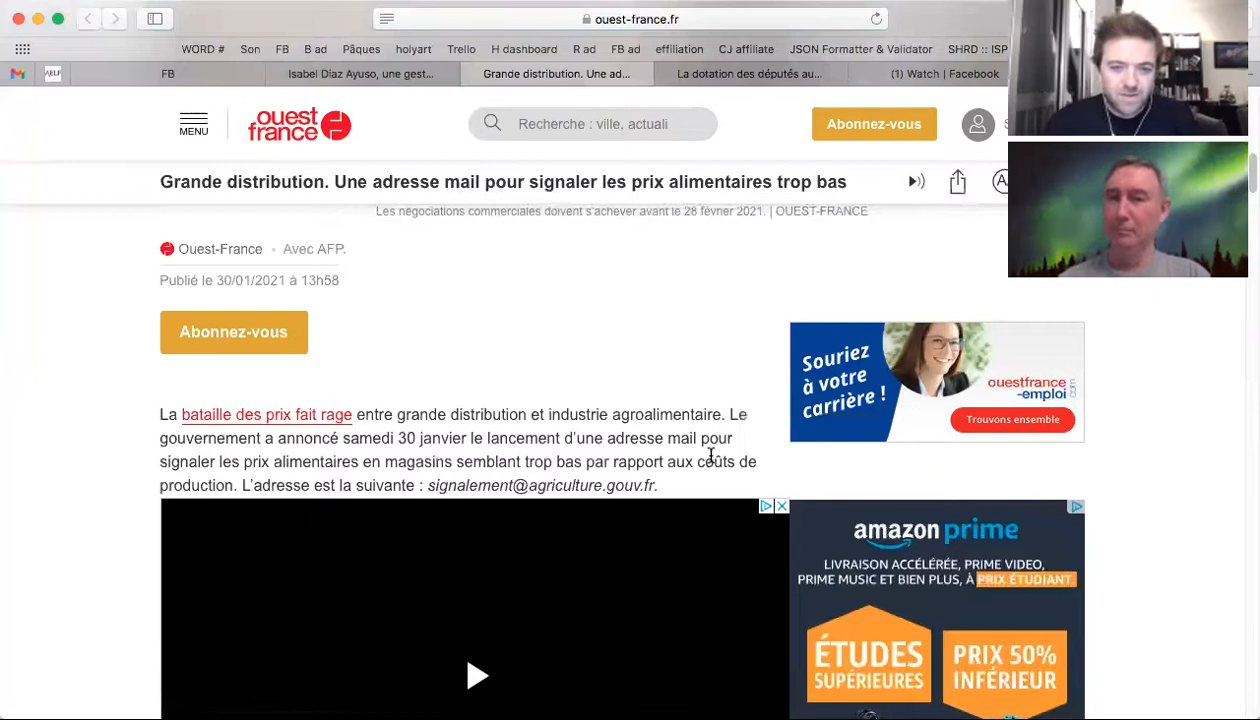 ouest-france.fr
WORD # Son FB B ad Pâques holyart Trello H dashboard R ad FB ad effiliation CJ affiliate JSON Formatter & Validator SHRD :: ISP
FB Isabel Diaz Ayuso, une gest... Grande distribution. Une ad... La dotation des députés au... (1) Watch | Facebook
MENU
ouest
france
Recherche : ville, actuali
Abonnez-vous
Grande distribution. Une adresse mail pour signaler les prix alimentaires trop bas
Les négociations commerciales doivent s'achever avant le 28 février 2021. | OUEST-FRANCE
Ouest-France • Avec AFP.
Publié le 30/01/2021 à 13h58
Abonnez-vous
La bataille des prix fait rage entre grande distribution et industrie agroalimentaire. Le
gouvernement a annoncé samedi 30 janvier le lancement d'une adresse mail pour
signaler les prix alimentaires en magasins semblant trop bas par rapport aux coûts de
production. L'adresse est la suivante : signalement@agriculture.gouv.fr.
Souriez
à votre
carrière !
ouestfrance
-emploi
.com
Trouvons ensemble
amazon prime
LIVRAISON ACCÉLÉRÉE, PRIME VIDEO,
PRIME MUSIC ET BIEN PLUS, À PRIX ÉTUDIANT.
ÉTUDES
SUPÉRIEURES
PRIX 50%
INFÉRIEUR